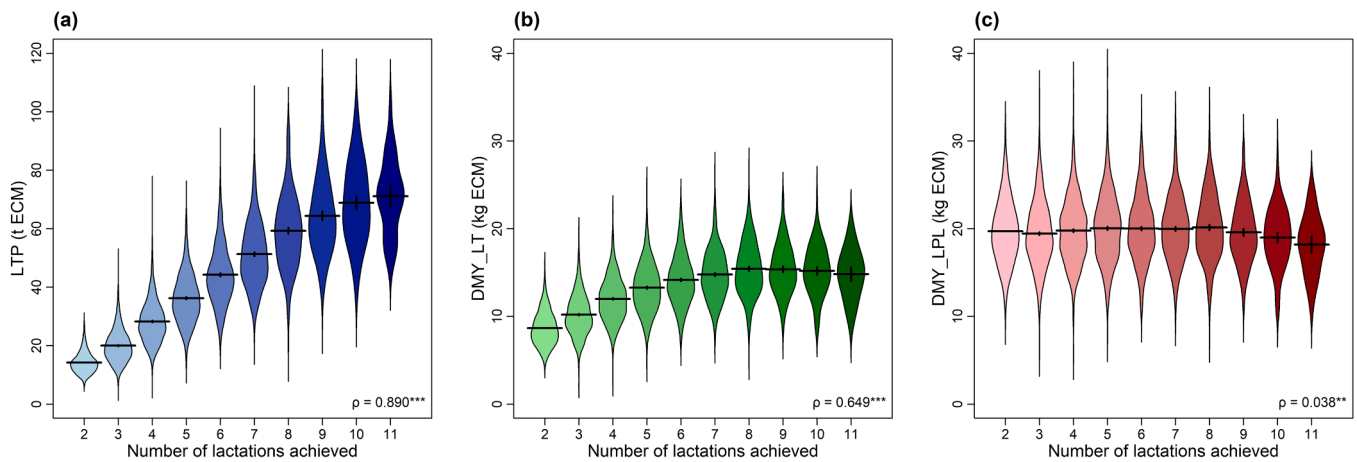 (a)
LTP (t ECM)
120
100
80
60
40
20
0
2 3 4 5 6 7 8 9 10 11
Number of lactations achieved
ρ = 0.890***
(b)
DMY_LT (kg ECM)
40
30
20
10
0
2 3 4 5 6 7 8 9 10 11
Number of lactations achieved
ρ = 0.649***
(c)
DMY_LPL (kg ECM)
40
30
20
10
0
2 3 4 5 6 7 8 9 10 11
Number of lactations achieved
ρ = 0.038**